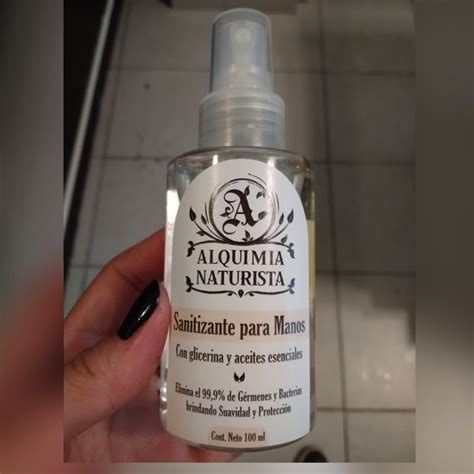 A
ALQUIMIA
NATURISTA
Sanitizante para Manos
Con glicerina y aceites esenciales
Elimina el 99,9% de Gérmenes y Bacterias
brindando Suavidad y Protección
Cont. Neto 100 ml